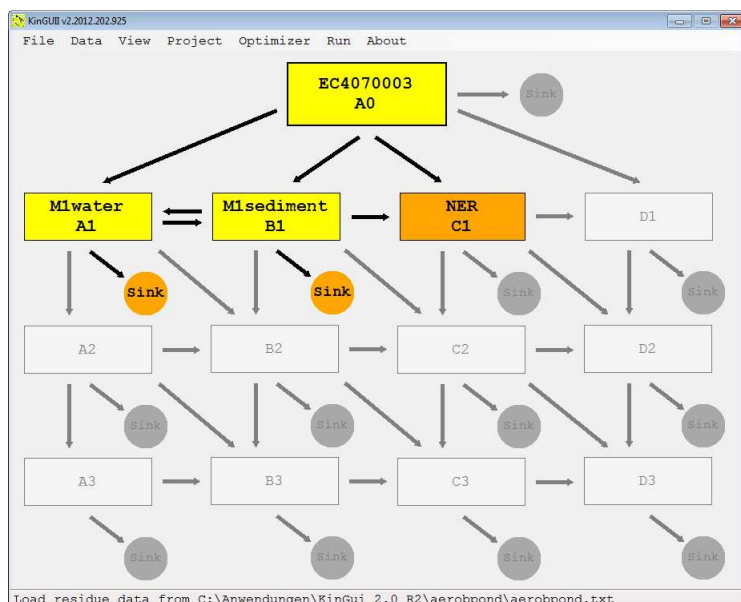 KinGUII v2.2012.202.925
File Data View Project Optimizer Run About
EC4070003
A0
Sink
M1water
A1
M1sediment
B1
NER
C1
D1
Sink
Sink
Sink
Sink
A2
B2
C2
D2
Sink
Sink
Sink
Sink
A3
B3
C3
D3
Sink
Sink
Sink
Sink
Load residue data from C:\Anwendungen\KinGui 2.0 R2\aerobpond\aerobpond.txt